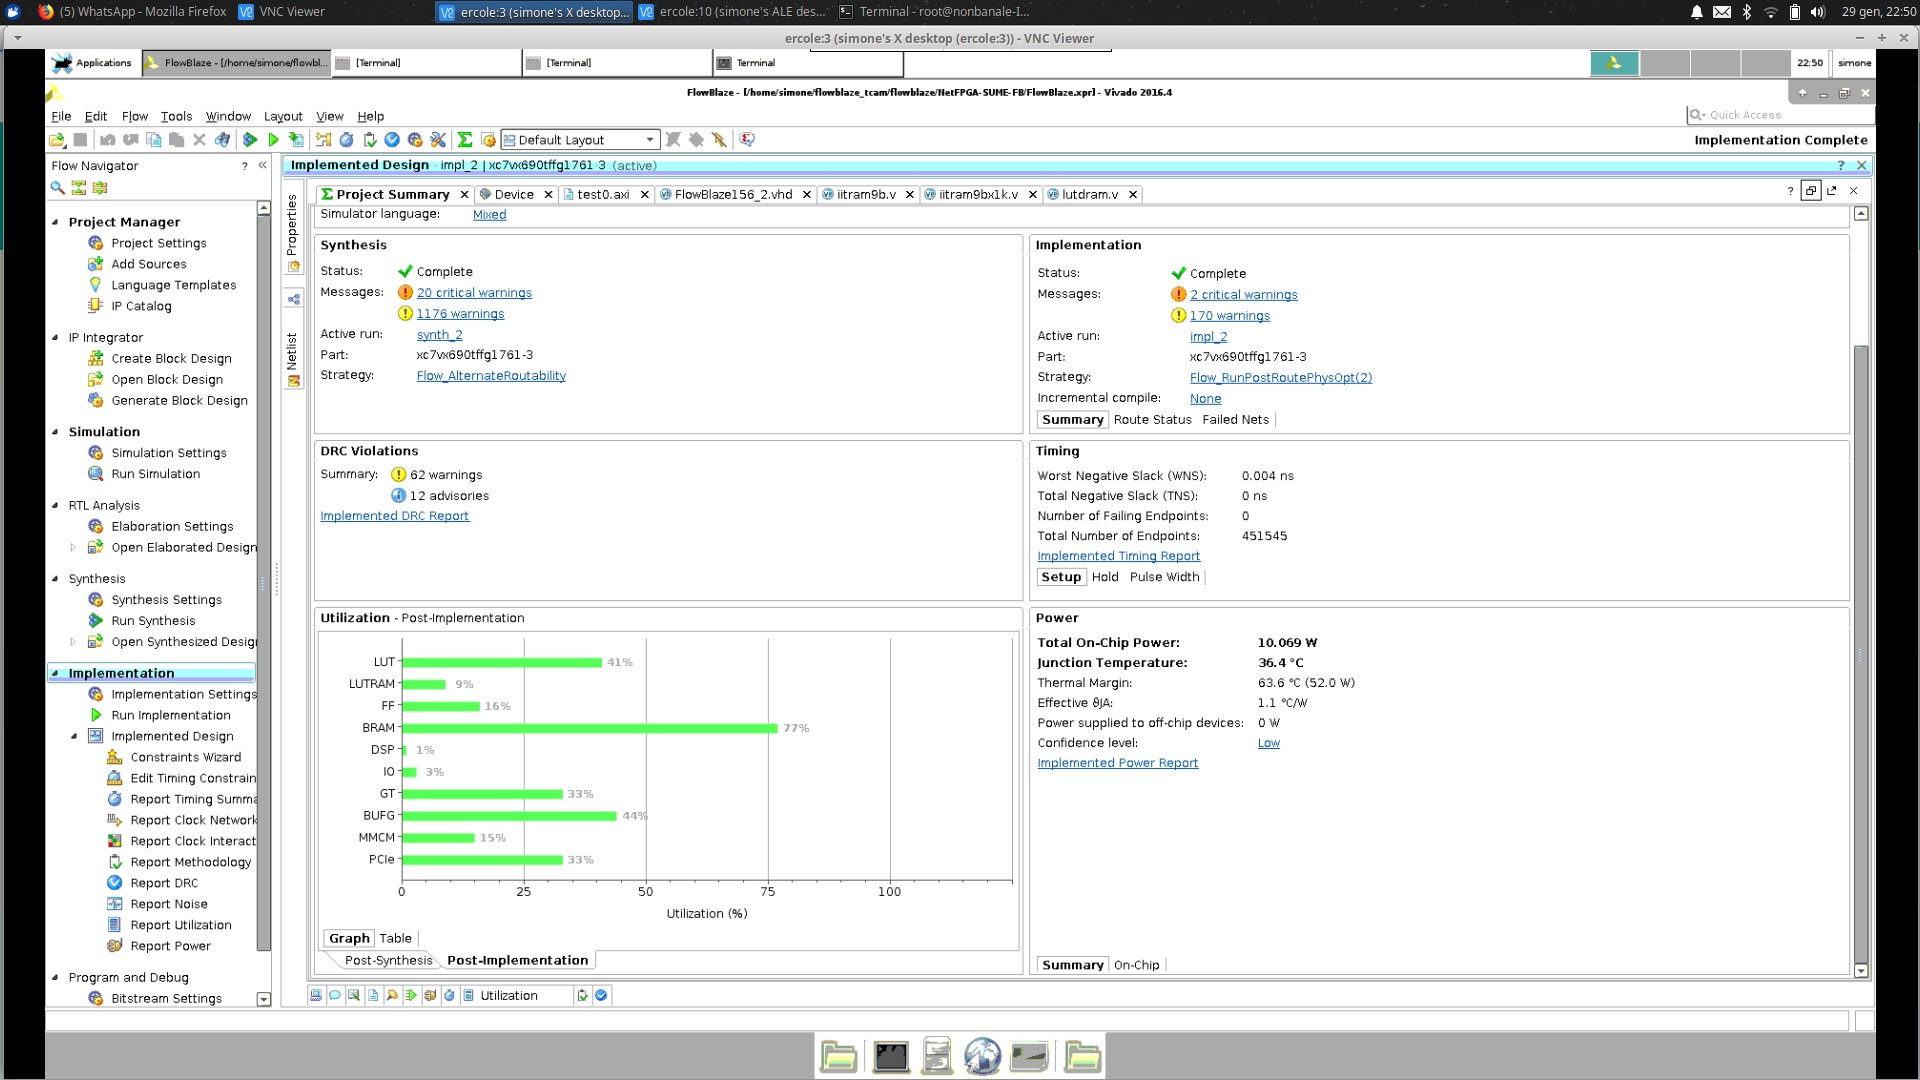 (5) WhatsApp - Mozilla Firefox
VNC Viewer
ercole:3 (simone's X desktop...
ercole:10 (simone's ALE des...
Terminal - root@nonbanale-I...
29 gen, 22:50
ercole:3 (simone's X desktop (ercole:3)) - VNC Viewer
Applications
FlowBlaze - [/home/simone/flowbl...
[Terminal]
[Terminal]
Terminal
22:50
simone
FlowBlaze - [/home/simone/flowblaze_tcam/flowblaze/NetFPGA-SUME-FB/FlowBlaze.xpr] - Vivado 2016.4
File Edit Flow Tools Window Layout View Help
Quick Access
Default Layout
Implementation Complete
Flow Navigator
Project Manager
Project Settings
Add Sources
Language Templates
IP Catalog
IP Integrator
Create Block Design
Open Block Design
Generate Block Design
Simulation
Simulation Settings
Run Simulation
RTL Analysis
Elaboration Settings
Open Elaborated Design
Synthesis
Synthesis Settings
Run Synthesis
Open Synthesized Desig
Implementation
Implementation Settings
Run Implementation
Implemented Design
Constraints Wizard
Edit Timing Constrain
Report Timing Summa
Report Clock Network
Report Clock Interact
Report Methodology
Report DRC
Report Noise
Report Utilization
Report Power
Program and Debug
Bitstream Settings
Implemented Design - impl_2 | xc7vx690tffg1761-3 (active)
Properties
Netlist
Project Summary
Device
test0.axi
FlowBlaze156_2.vhd
iitram9b.v
iitram9bx1k.v
lutdram.v
Simulator language: Mixed
Synthesis
Status: Complete
Messages: 20 critical warnings
1176 warnings
Active run: synth_2
Part: xc7vx690tffg1761-3
Strategy: Flow_AlternateRoutability
Implementation
Status: Complete
Messages: 2 critical warnings
170 warnings
Active run: impl_2
Part: xc7vx690tffg1761-3
Strategy: Flow_RunPostRoutePhysOpt(2)
Incremental compile: None
Summary Route Status Failed Nets
DRC Violations
Summary: 62 warnings
12 advisories
Implemented DRC Report
Timing
Worst Negative Slack (WNS): 0.004 ns
Total Negative Slack (TNS): 0 ns
Number of Failing Endpoints: 0
Total Number of Endpoints: 451545
Implemented Timing Report
Setup Hold Pulse Width
Utilization - Post-Implementation
LUT 41%
LUTRAM 9%
FF 16%
BRAM 77%
DSP 1%
IO 3%
GT 33%
BUFG 44%
MMCM 15%
PCIe 33%
0 25 50 75 100
Utilization (%)
Graph Table
Post-Synthesis Post-Implementation
Power
Total On-Chip Power: 10.069 W
Junction Temperature: 36.4 °C
Thermal Margin: 63.6 °C (52.0 W)
Effective ϑJA: 1.1 °C/W
Power supplied to off-chip devices: 0 W
Confidence level: Low
Implemented Power Report
Summary On-Chip
Utilization